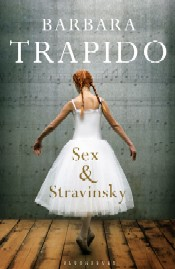 BARBARA
TRAPIDO
Sex
&
Stravinsky
BLOOMSBURY